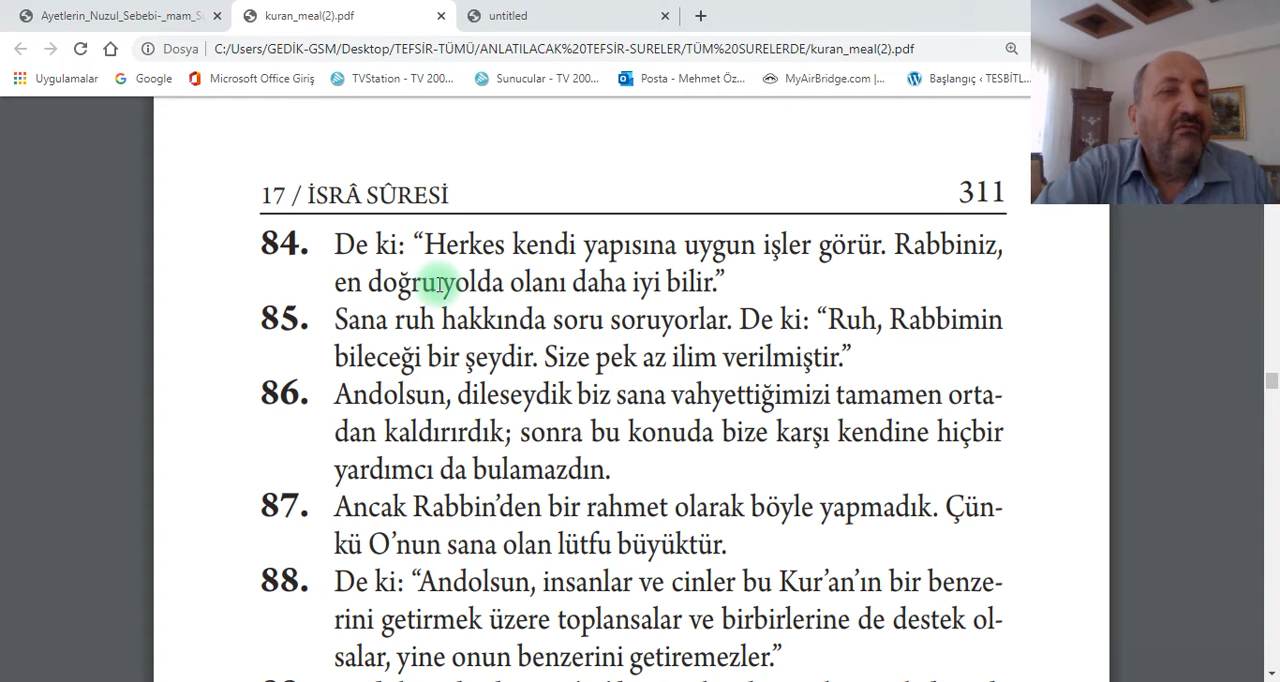 Ayetlerin_Nuzul_Sebebi-_mam_S
kuran_meal(2).pdf
untitled
Dosya
C:/Users/GEDİK-GSM/Desktop/TEFSİR-TÜMÜ/ANLATILACAK%20TEFSİR-SURELER/TÜM%20SURELERDE/kuran_meal(2).pdf
Uygulamalar
Google
Microsoft Office Giriş
TVStation - TV 200...
Sunucular - TV 200...
Posta - Mehmet Öz...
MyAirBridge.com |...
Başlangıç ‹ TESBİTL...
17 / İSRÂ SÛRESİ 311
84. De ki: “Herkes kendi yapısına uygun işler görür. Rabbiniz,
en doğru yolda olanı daha iyi bilir.”
85. Sana ruh hakkında soru soruyorlar. De ki: “Ruh, Rabbimin
bileceği bir şeydir. Size pek az ilim verilmiştir.”
86. Andolsun, dileseydik biz sana vahyettiğimizi tamamen orta-
dan kaldırırdık; sonra bu konuda bize karşı kendine hiçbir
yardımcı da bulamazdın.
87. Ancak Rabbin’den bir rahmet olarak böyle yapmadık. Çün-
kü O’nun sana olan lütfu büyüktür.
88. De ki: “Andolsun, insanlar ve cinler bu Kur’an’ın bir benze-
rini getirmek üzere toplansalar ve birbirlerine de destek ol-
salar, yine onun benzerini getiremezler.”